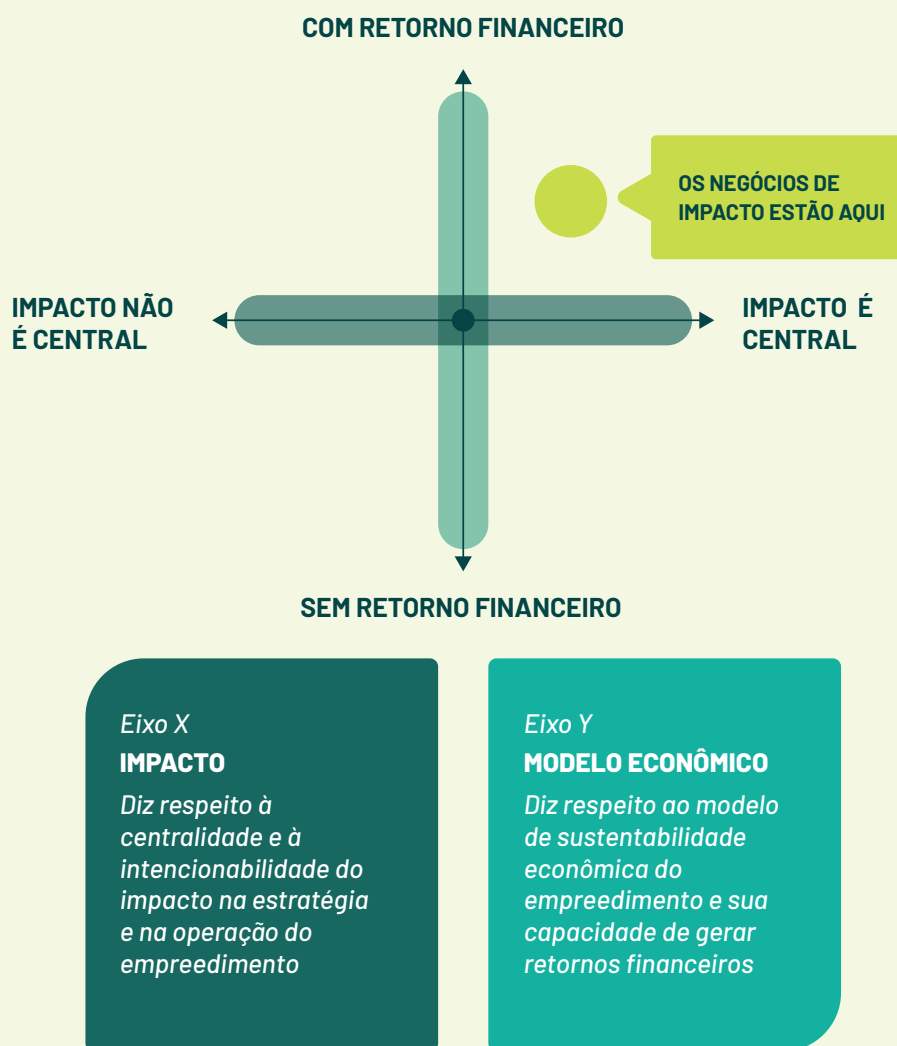 COM RETORNO FINANCEIRO
OS NEGÓCIOS DE
IMPACTO ESTÃO AQUI
IMPACTO NÃO
É CENTRAL
IMPACTO É
CENTRAL
SEM RETORNO FINANCEIRO
Eixo X
IMPACTO
Diz respeito à
centralidade e à
intencionabilidade do
impacto na estratégia
e na operação do
empreedimento
Eixo Y
MODELO ECONÔMICO
Diz respeito ao modelo
de sustentabilidade
econômica do
empreedimento e sua
capacidade de gerar
retornos financeiros